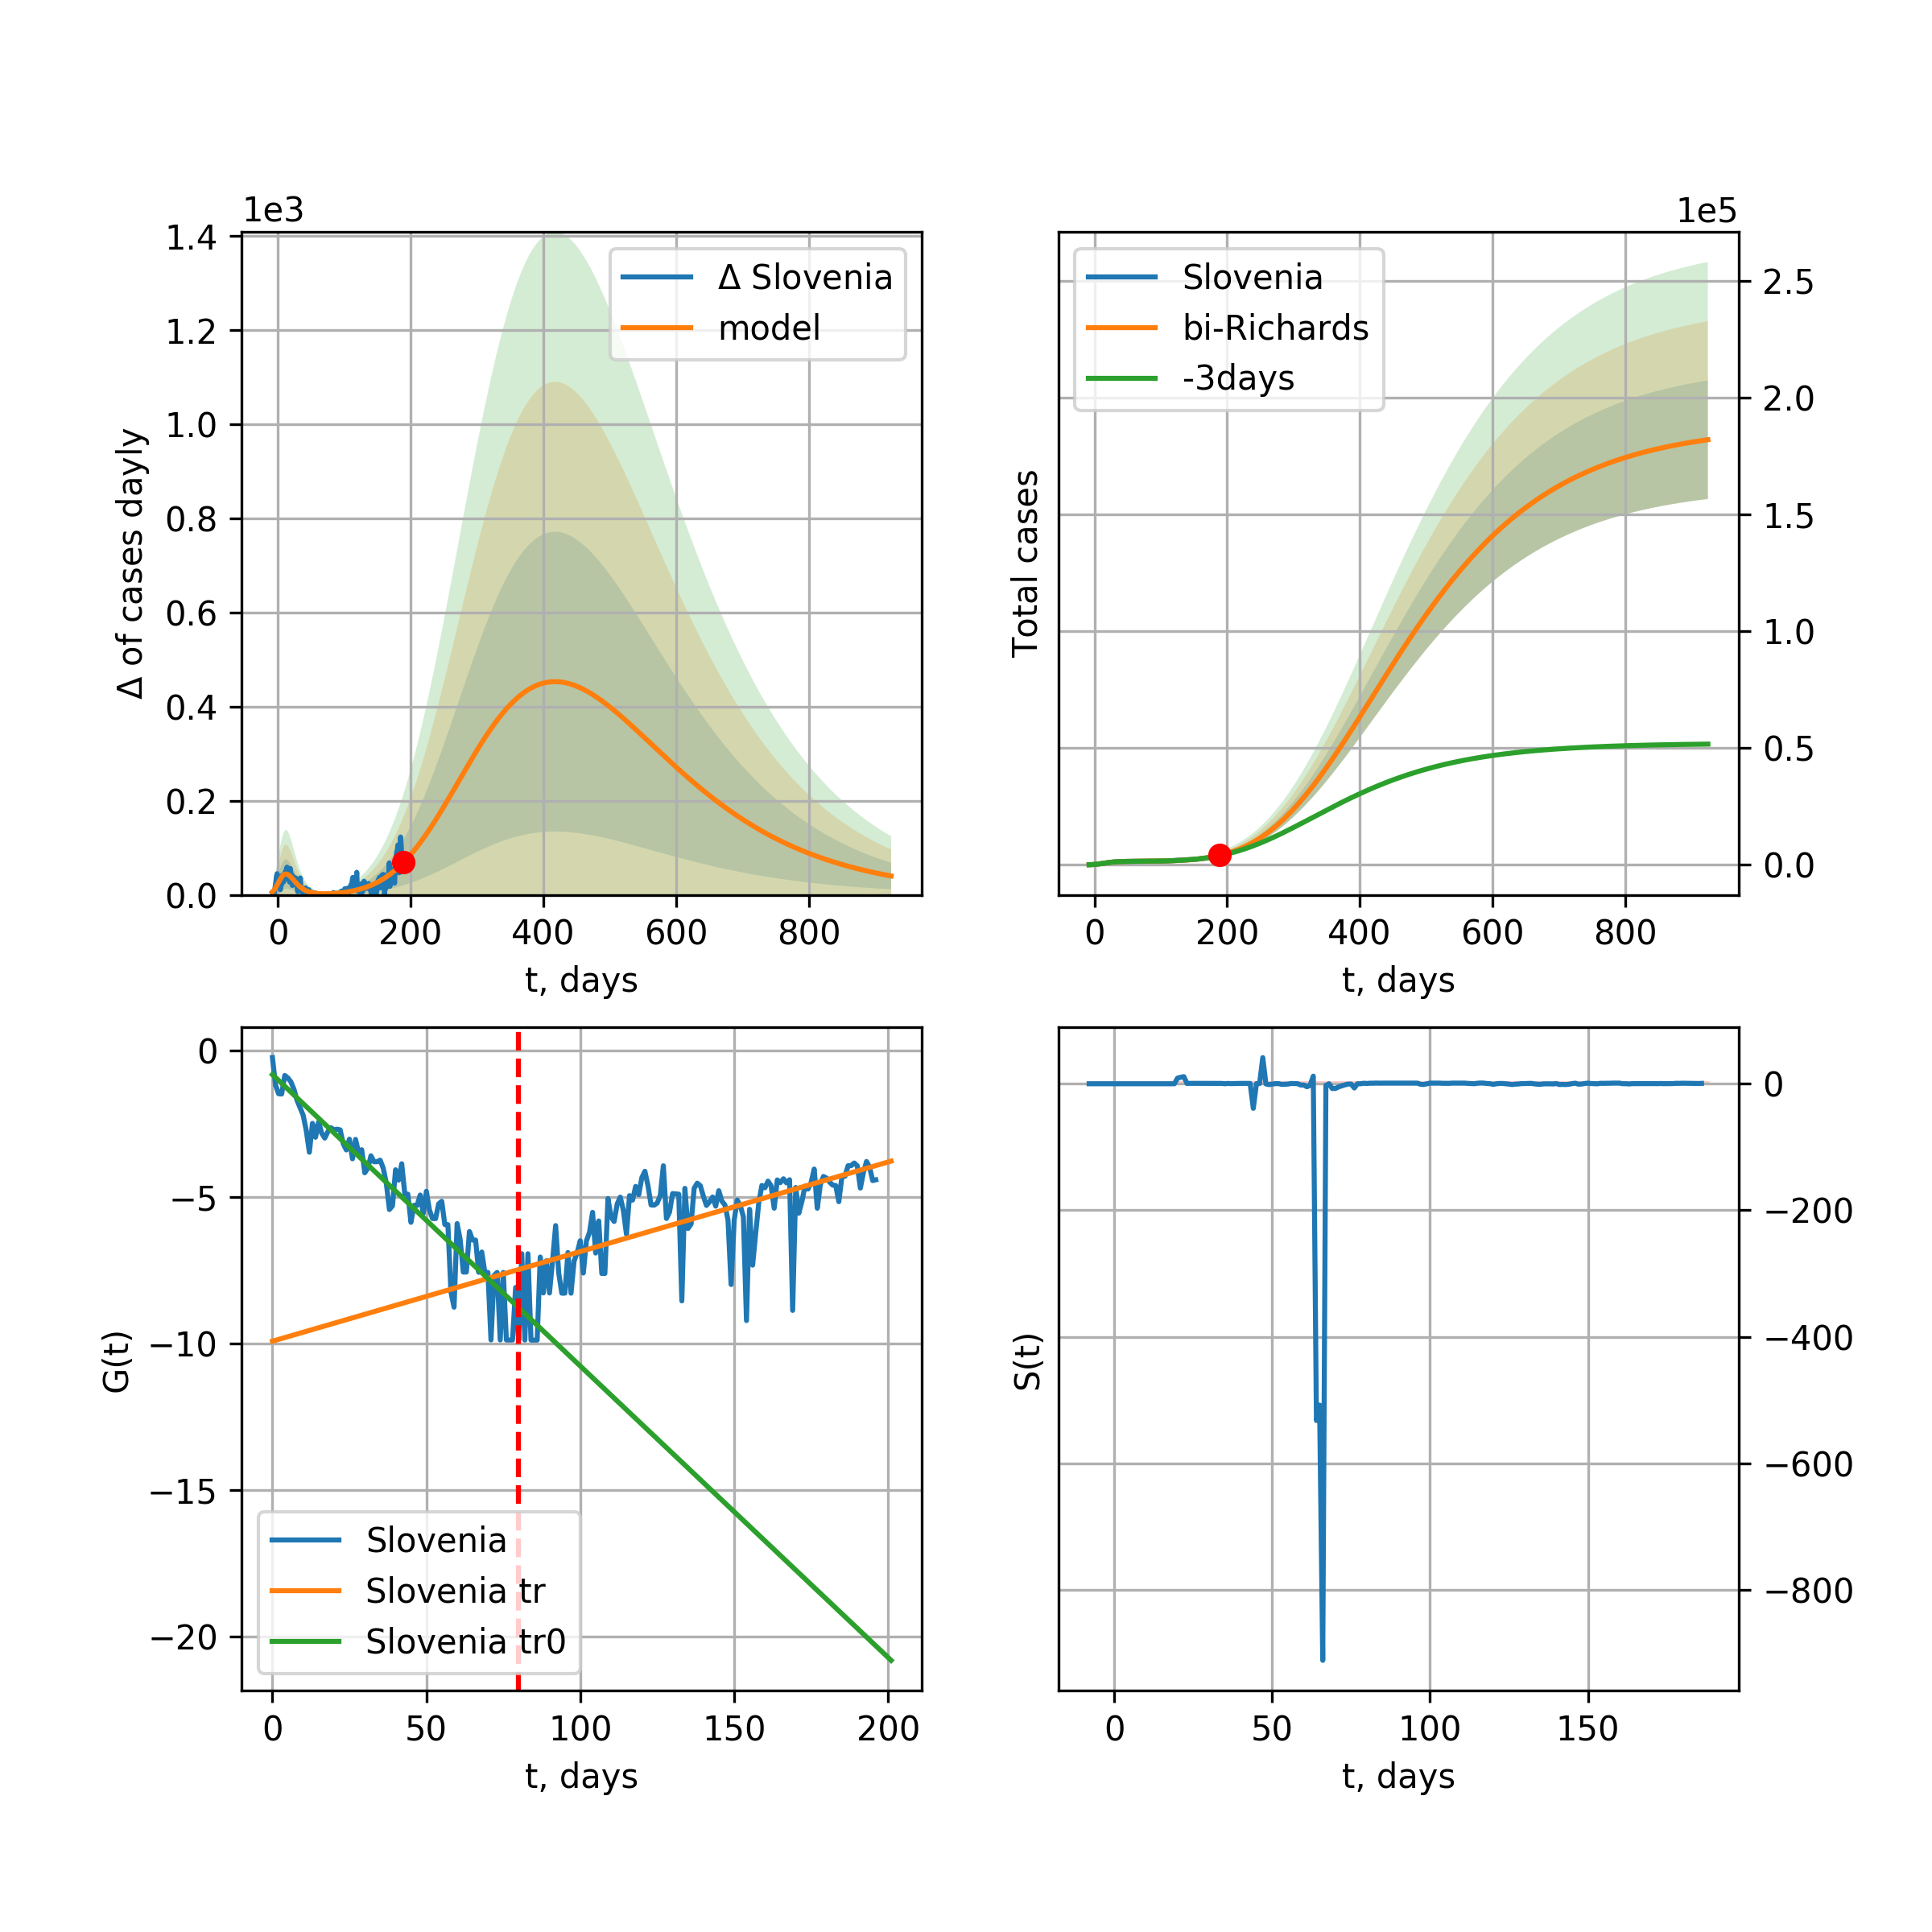 1e3
1.4
1.2
1.0
0.8
0.6
0.4
0.2
0.0
Δ of cases dayly
Δ Slovenia
model
0 200 400 600 800
t, days
1e5
Total cases
Slovenia
bi-Richards
-3days
2.5
2.0
1.5
1.0
0.5
0.0
0 200 400 600 800
t, days
0
−5
−10
−15
−20
G(t)
Slovenia
Slovenia tr
Slovenia tr0
0 50 100 150 200
t, days
S(t)
0
−200
−400
−600
−800
0 50 100 150
t, days